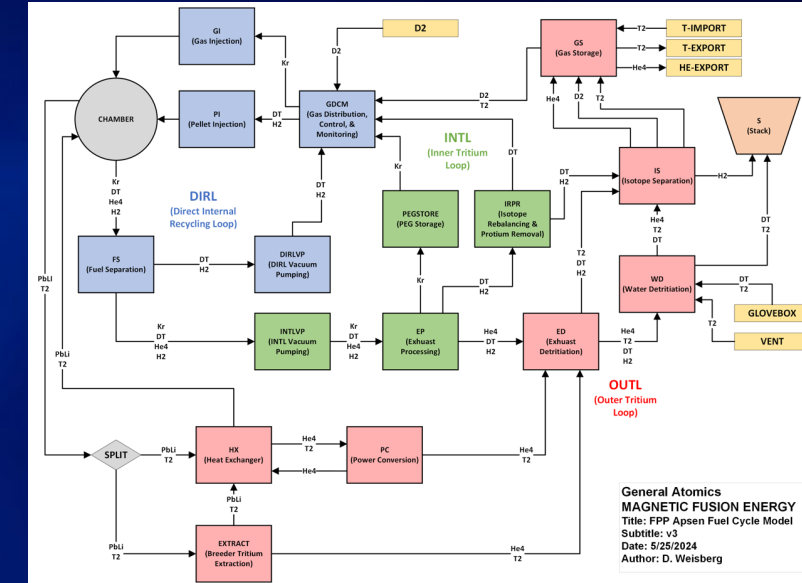 GI
(Gas Injection)
D2
GS
(Gas Storage)
T2
T-IMPORT
T2
T-EXPORT
He4
HE-EXPORT
D2
Kr
D2
T2
He4
D2
T2
CHAMBER
PI
(Pellet Injection)
DT
H2
GDCM
(Gas Distribution,
Control, &
Monitoring)
S
(Stack)
INTL
(Inner Tritium
Loop)
DT
Kr
DT
H2
IS
(Isotope Separation)
H2
Kr
DT
He4
H2
DIRL
(Direct Internal
Recycling Loop)
DT
H2
PEGSTORE
(PEG Storage)
IRPR
(Isotope
Rebalancing &
Protium Removal)
He4
T2
DT
DT
T2
FS
(Fuel Separation)
DT
H2
DIRLVP
(DIRL Vacuum
Pumping)
T2
DT
H2
WD
(Water Detritiation)
DT
T2
PbLI
T2
Kr
DT
H2
GLOVEBOX
T2
VENT
Kr
DT
He4
H2
INTLVP
(INTL Vacuum
Pumping)
Kr
DT
He4
H2
EP
(Exhuast
Processing)
He4
DT
H2
ED
(Exhuast
Detritiation)
He4
T2
DT
H2
PbLi
T2
OUTL
(Outer Tritium
Loop)
SPLIT
PbLi
T2
HX
(Heat Exchanger)
He4
T2
He4
PC
(Power Conversion)
He4
T2
PbLi
T2
PbLi
T2
EXTRACT
(Breeder Tritium
Extraction)
He4
T2
General Atomics
MAGNETIC FUSION ENERGY
Title: FPP Apsen Fuel Cycle Model
Subtitle: v3
Date: 5/25/2024
Author: D. Weisberg